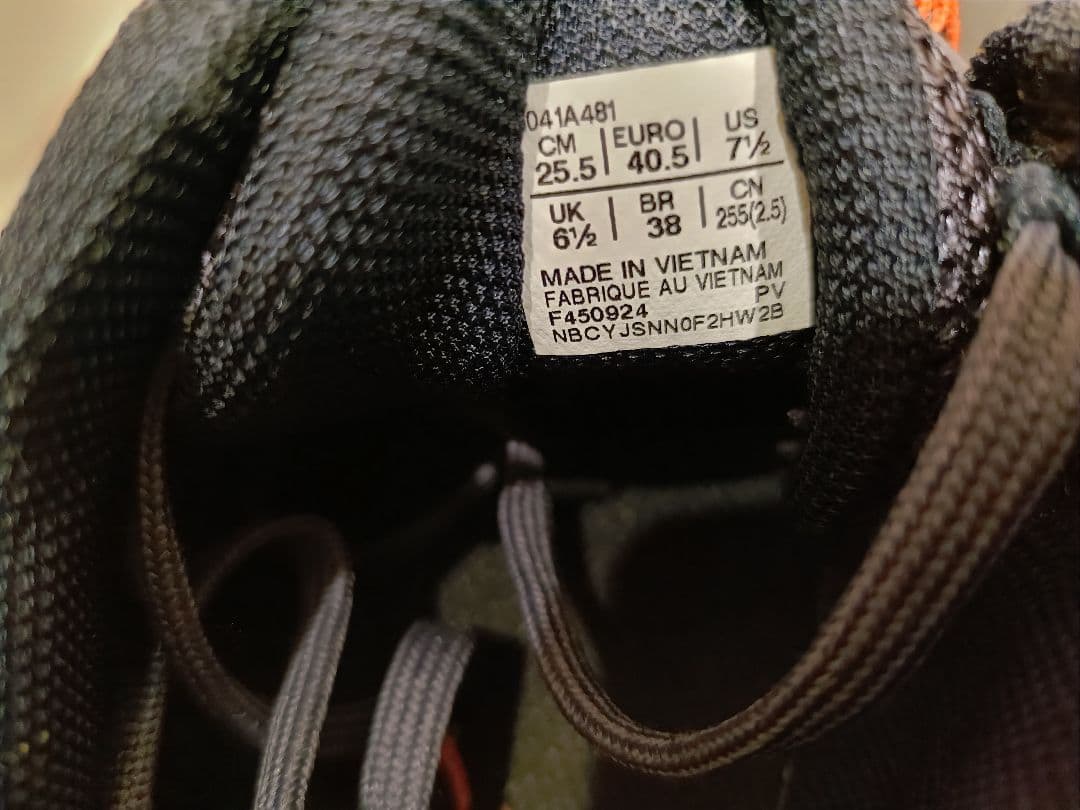 041A481
CM 25.5 | EURO 40.5 | US 7½
UK 6½ | BR 38 | CN 255(2.5)
MADE IN VIETNAM
FABRIQUE AU VIETNAM
F450924 PV
NBCYJSNN0F2HW2B